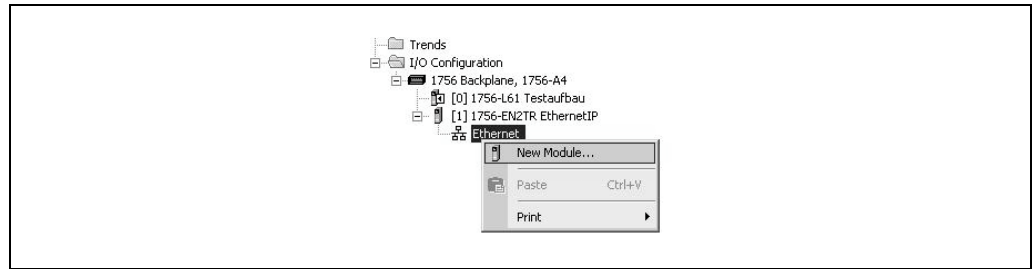 Trends
I/O Configuration
1756 Backplane, 1756-A4
[0] 1756-L61 Testaufbau
[1] 1756-EN2TR EthernetIP
Ethernet
New Module...
Paste Ctrl+V
Print